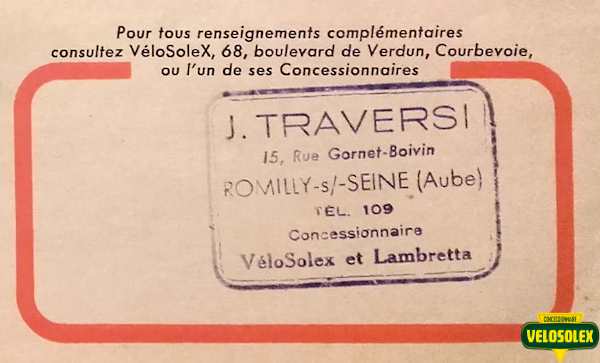 Pour tous renseignements complémentaires
consultez VéloSoleX, 68, boulevard de Verdun, Courbevoie,
ou l'un de ses Concessionnaires
J. TRAVERSI
15, Rue Gornet-Boivin
ROMILLY-s/-SEINE (Aube)
TÉL. 109
Concessionnaire
VéloSolex et Lambretta
CONCESSIONNAIRE
VELOSOLEX